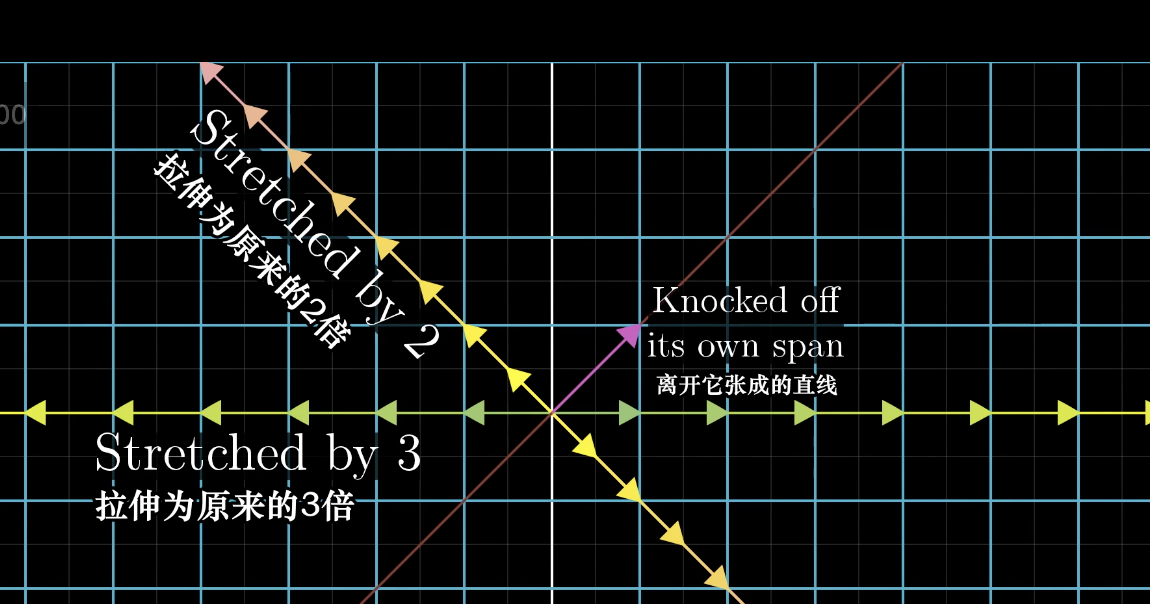 00
Stretched by 2
拉伸为原来的2倍
Knocked off
its own span
离开它张成的直线
Stretched by 3
拉伸为原来的3倍